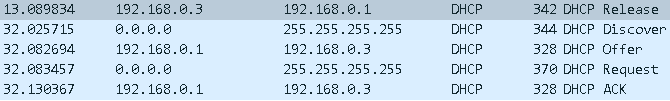 13.089834 192.168.0.3 192.168.0.1 DHCP 342 DHCP Release
32.025715 0.0.0.0 255.255.255.255 DHCP 344 DHCP Discover
32.082694 192.168.0.1 192.168.0.3 DHCP 328 DHCP Offer
32.083457 0.0.0.0 255.255.255.255 DHCP 370 DHCP Request
32.130367 192.168.0.1 192.168.0.3 DHCP 328 DHCP ACK